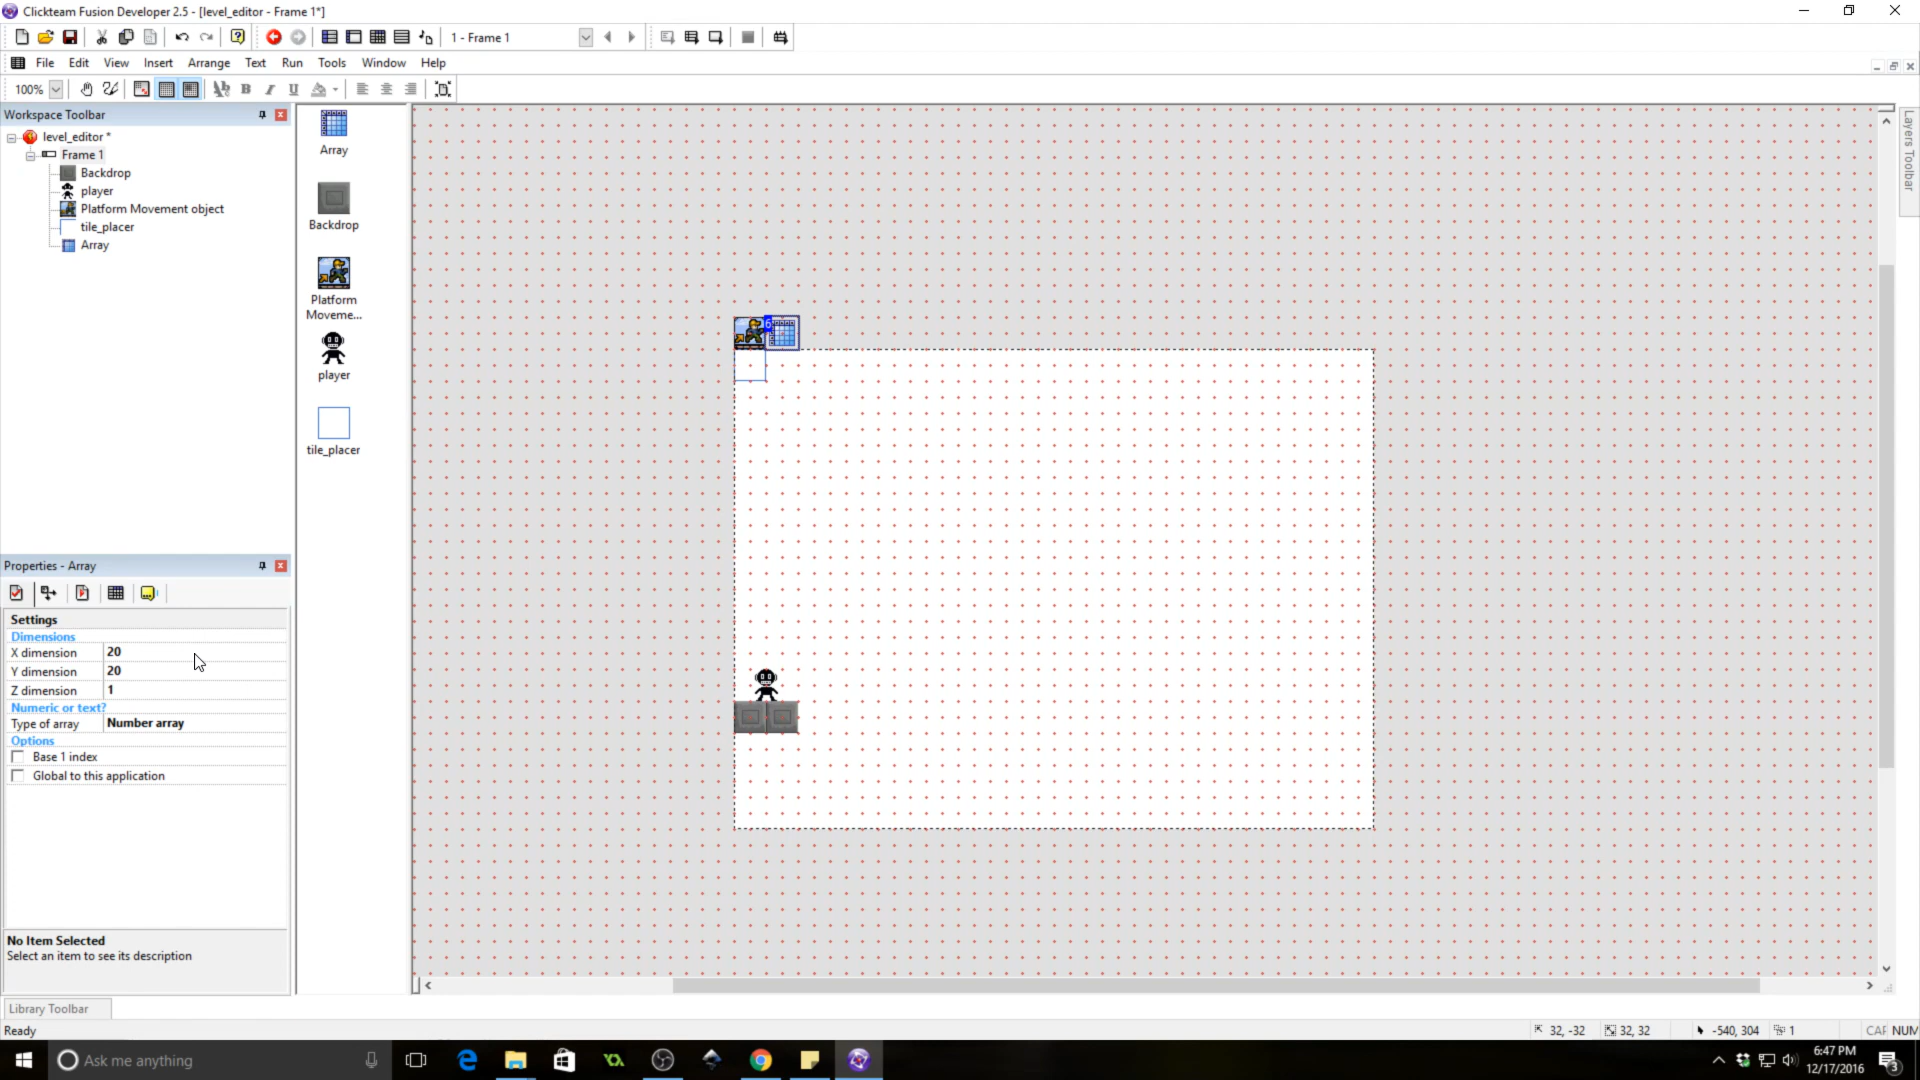 Clickteam Fusion Developer 2.5 - [level_editor - Frame 1*]
1 - Frame 1
File Edit View Insert Arrange Text Run Tools Window Help
100%
Workspace Toolbar
level_editor *
Frame 1
Backdrop
player
Platform Movement object
tile_placer
Array
Array
Backdrop
Platform
Moveme...
player
tile_placer
6
Layers Toolbar
Properties - Array
Settings
Dimensions
X dimension 20
Y dimension 20
Z dimension 1
Numeric or text?
Type of array Number array
Options
Base 1 index
Global to this application
No Item Selected
Select an item to see its description
Library Toolbar
Ready
32, -32 32, 32 -540, 304 1 CAP NUM
Ask me anything
6:47 PM
12/17/2016
3